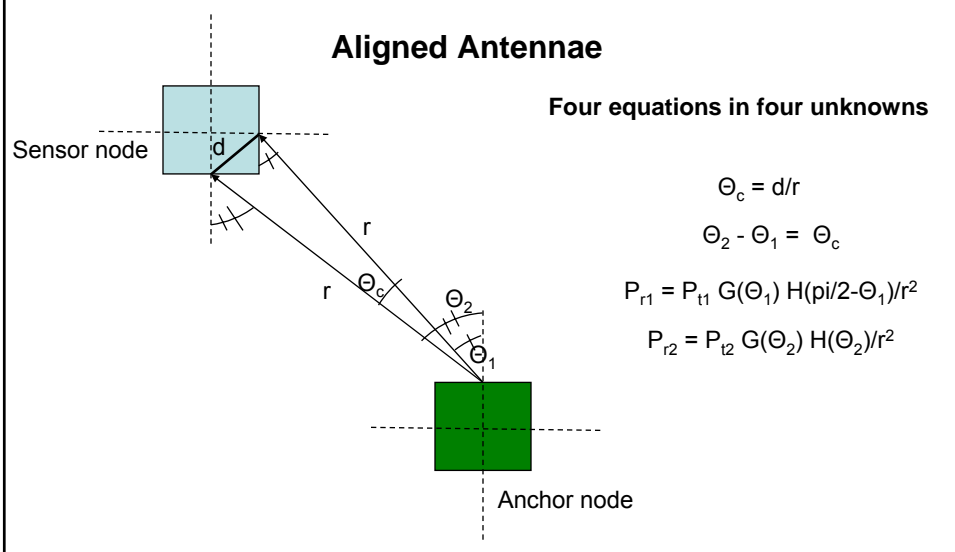 Aligned Antennae
Four equations in four unknowns
Sensor node
d
r
r
Θc
Θ2
Θ1
Anchor node
Θc = d/r
Θ2 - Θ1 = Θc
Pr1 = Pt1 G(Θ1) H(pi/2-Θ1)/r²
Pr2 = Pt2 G(Θ2) H(Θ2)/r²